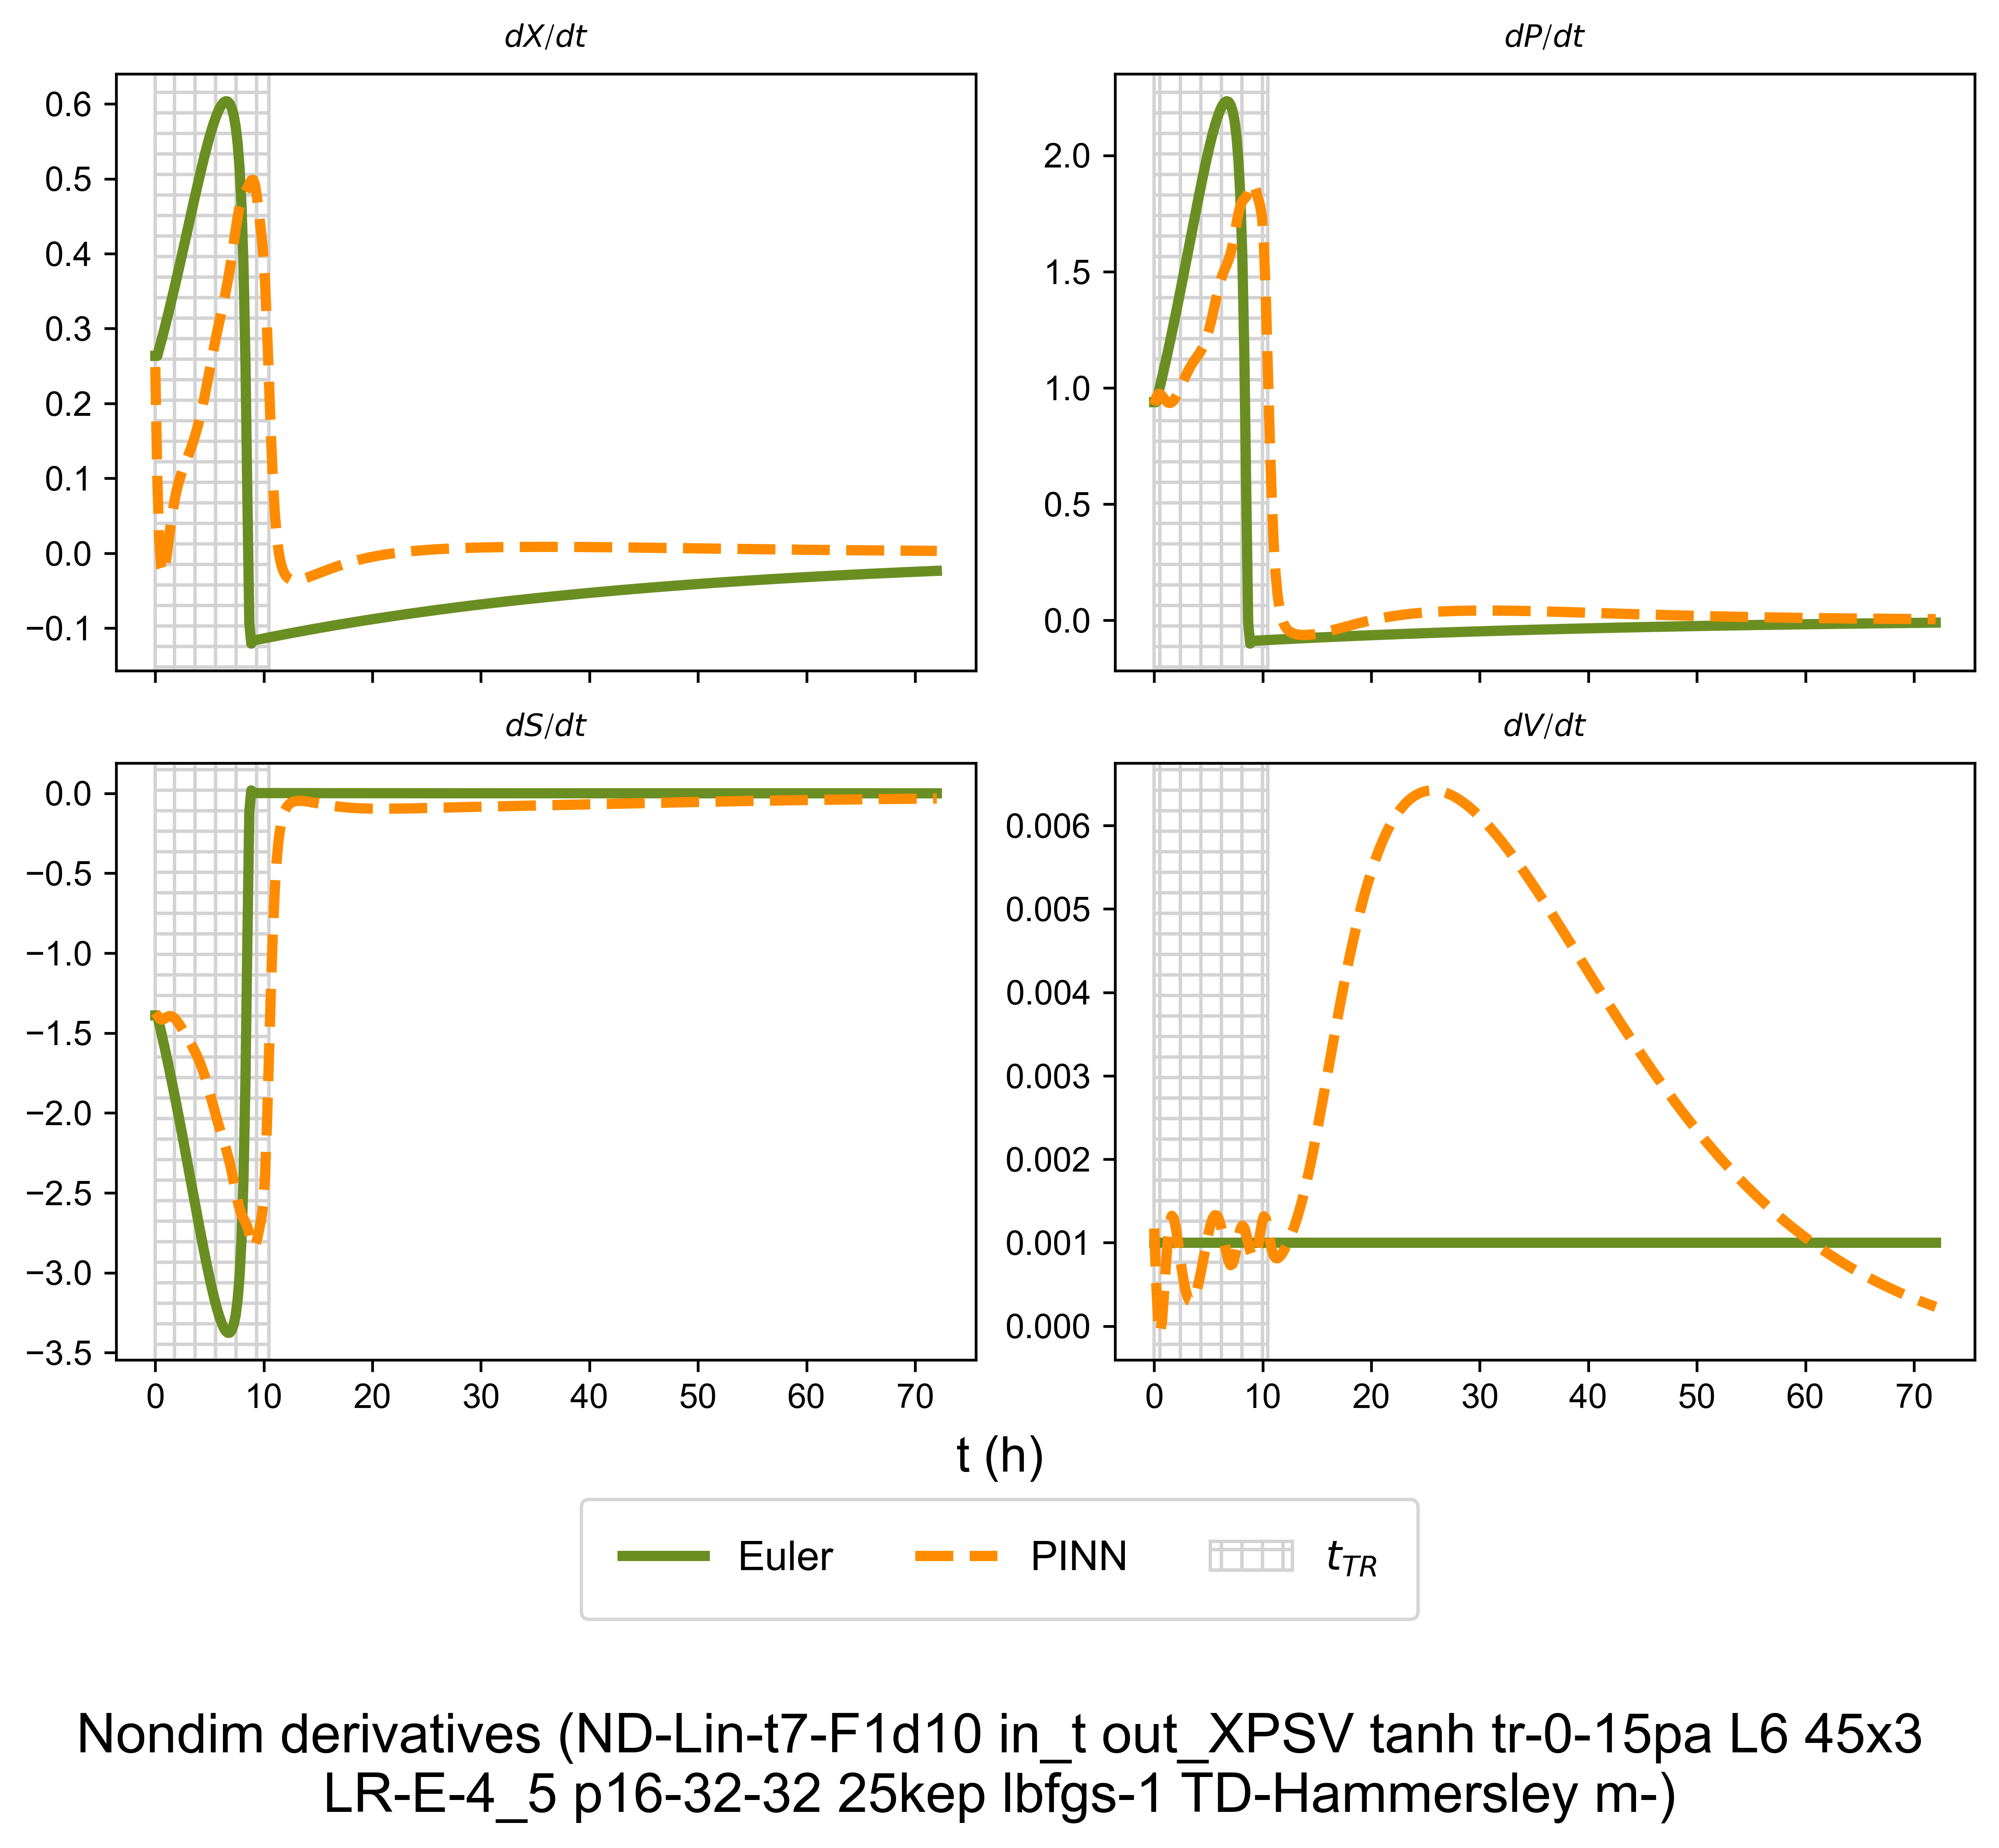 dX/dt
dP/dt
0.6
0.5
0.4
0.3
0.2
0.1
0.0
−0.1
2.0
1.5
1.0
0.5
0.0
dS/dt
dV/dt
0.0
−0.5
−1.0
−1.5
−2.0
−2.5
−3.0
−3.5
0 10 20 30 40 50 60 70
0.006
0.005
0.004
0.003
0.002
0.001
0.000
0 10 20 30 40 50 60 70
t (h)
Euler PINN t_{TR}
Nondim derivatives (ND-Lin-t7-F1d10 in_t out_XPSV tanh tr-0-15pa L6 45x3
LR-E-4_5 p16-32-32 25kep lbfgs-1 TD-Hammersley m-)